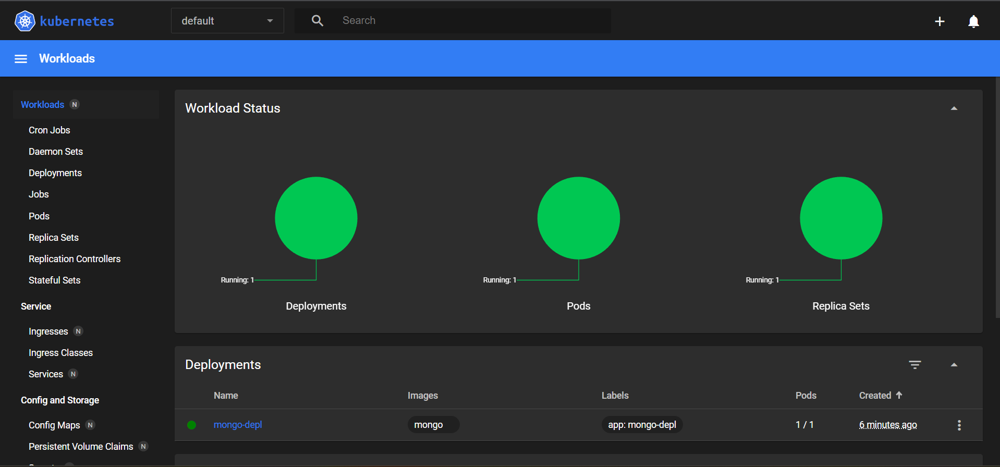 kubernetes
default
Search
Workloads
Workloads N
Cron Jobs
Daemon Sets
Deployments
Jobs
Pods
Replica Sets
Replication Controllers
Stateful Sets
Service
Ingresses N
Ingress Classes
Services N
Config and Storage
Config Maps N
Persistent Volume Claims N
Workload Status
Running: 1
Deployments
Running: 1
Pods
Running: 1
Replica Sets
Deployments
Name Images Labels Pods Created
mongo-depl mongo app: mongo-depl 1 / 1 6 minutes ago